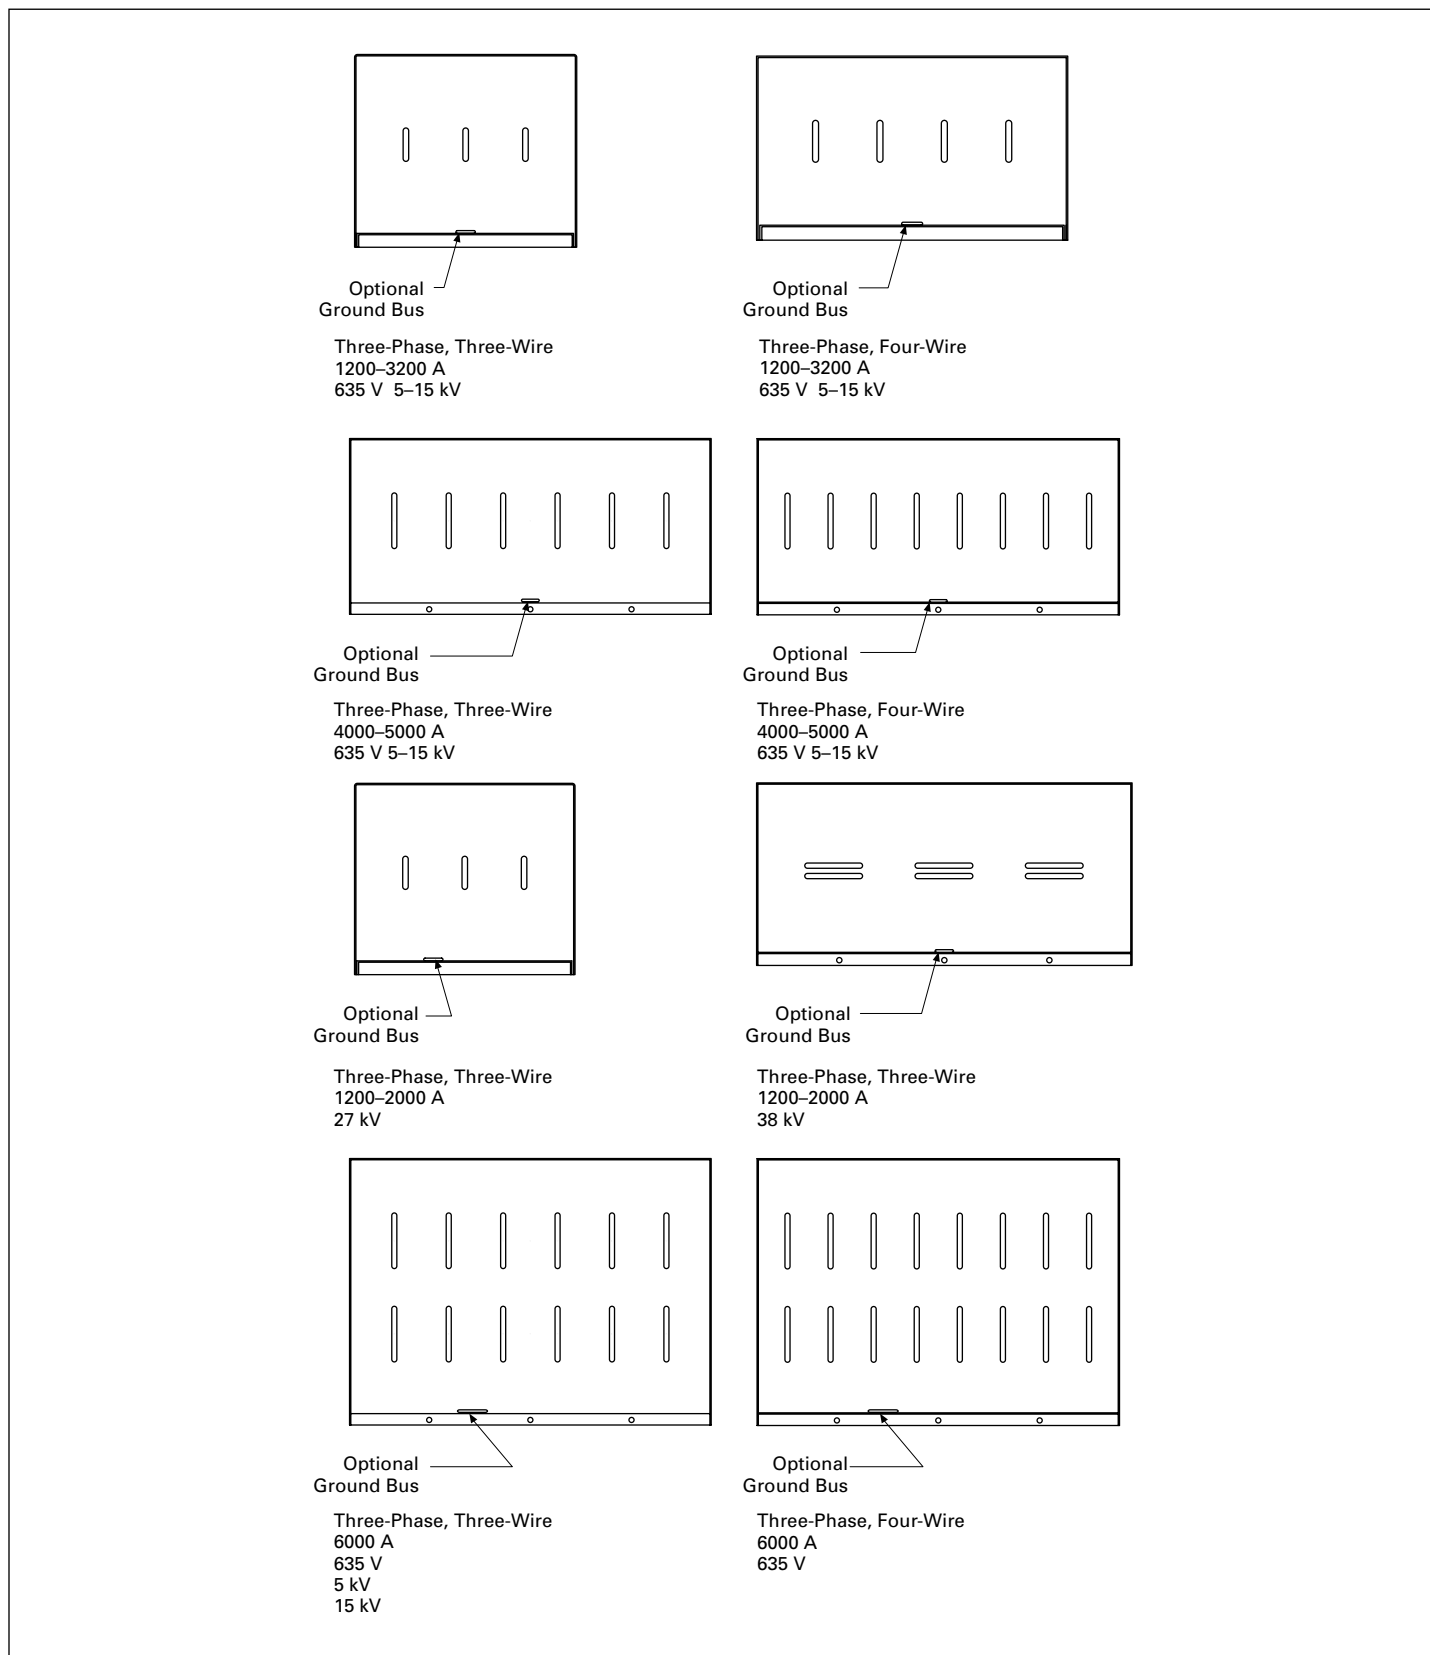 Optional
Ground Bus
Three-Phase, Three-Wire
1200–3200 A
635 V  5–15 kV
Optional
Ground Bus
Three-Phase, Four-Wire
1200–3200 A
635 V  5–15 kV
Optional
Ground Bus
Three-Phase, Three-Wire
4000–5000 A
635 V 5–15 kV
Optional
Ground Bus
Three-Phase, Four-Wire
4000–5000 A
635 V 5–15 kV
Optional
Ground Bus
Three-Phase, Three-Wire
1200–2000 A
27 kV
Optional
Ground Bus
Three-Phase, Three-Wire
1200–2000 A
38 kV
Optional
Ground Bus
Three-Phase, Three-Wire
6000 A
635 V
5 kV
15 kV
Optional
Ground Bus
Three-Phase, Four-Wire
6000 A
635 V